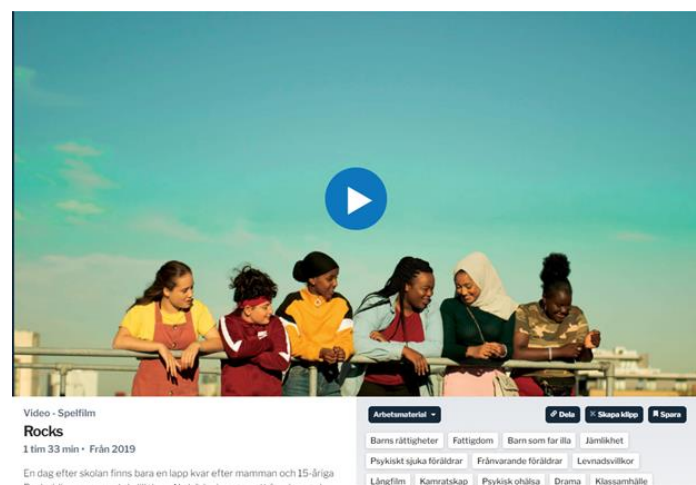 Video - Spelfilm
Rocks
1 tim 33 min • Från 2019
En dag efter skolan finns bara en lapp kvar efter mamman och 15-åriga
Arbetsmaterial
Dela
Skapa klipp
Spara
Barns rättigheter Fattigdom Barn som far illa Jämlikhet
Psykiskt sjuka föräldrar Frånvarande föräldrar Levnadsvillkor
Långfilm Kamratskap Psykisk ohälsa Drama Klassamhälle